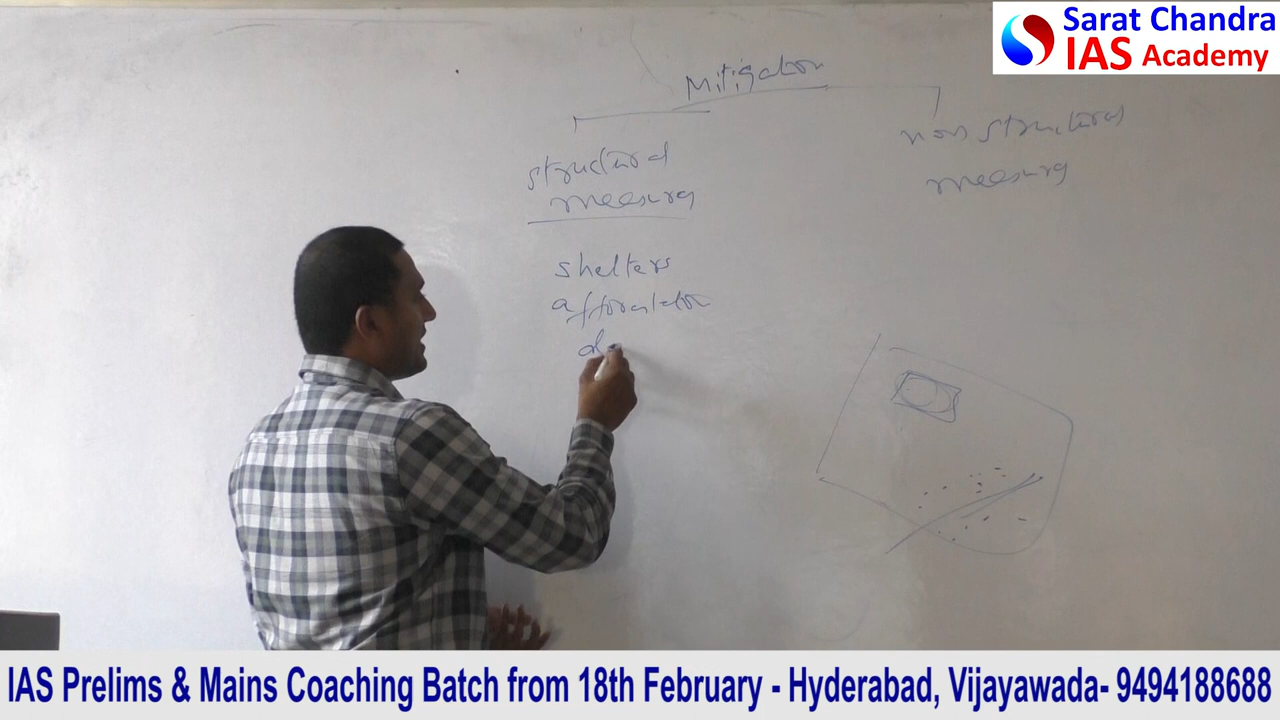 Sarat Chandra
IAS Academy
Mitigation
structural
measures
non structural
measures
shelters
afforestation
IAS Prelims & Mains Coaching Batch from 18th February - Hyderabad, Vijayawada- 9494188688